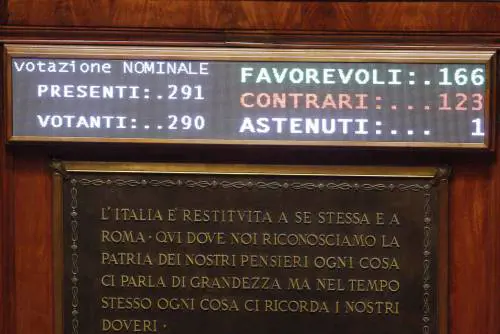 votazione NOMINALE
PRESENTI:.291
VOTANTI:..290
FAVOREVOLI:.166
CONTRARI:...123
ASTENUTI:... 1
L'ITALIA E' RESTITVITA A SE STESSA E A
ROMA · QVI DOVE NOI RICONOSCIAMO LA
PATRIA DEI NOSTRI PENSIERI OGNI COSA
CI PARLA DI GRANDEZZA MA NEL TEMPO
STESSO OGNI COSA CI RICORDA I NOSTRI
DOVERI ·